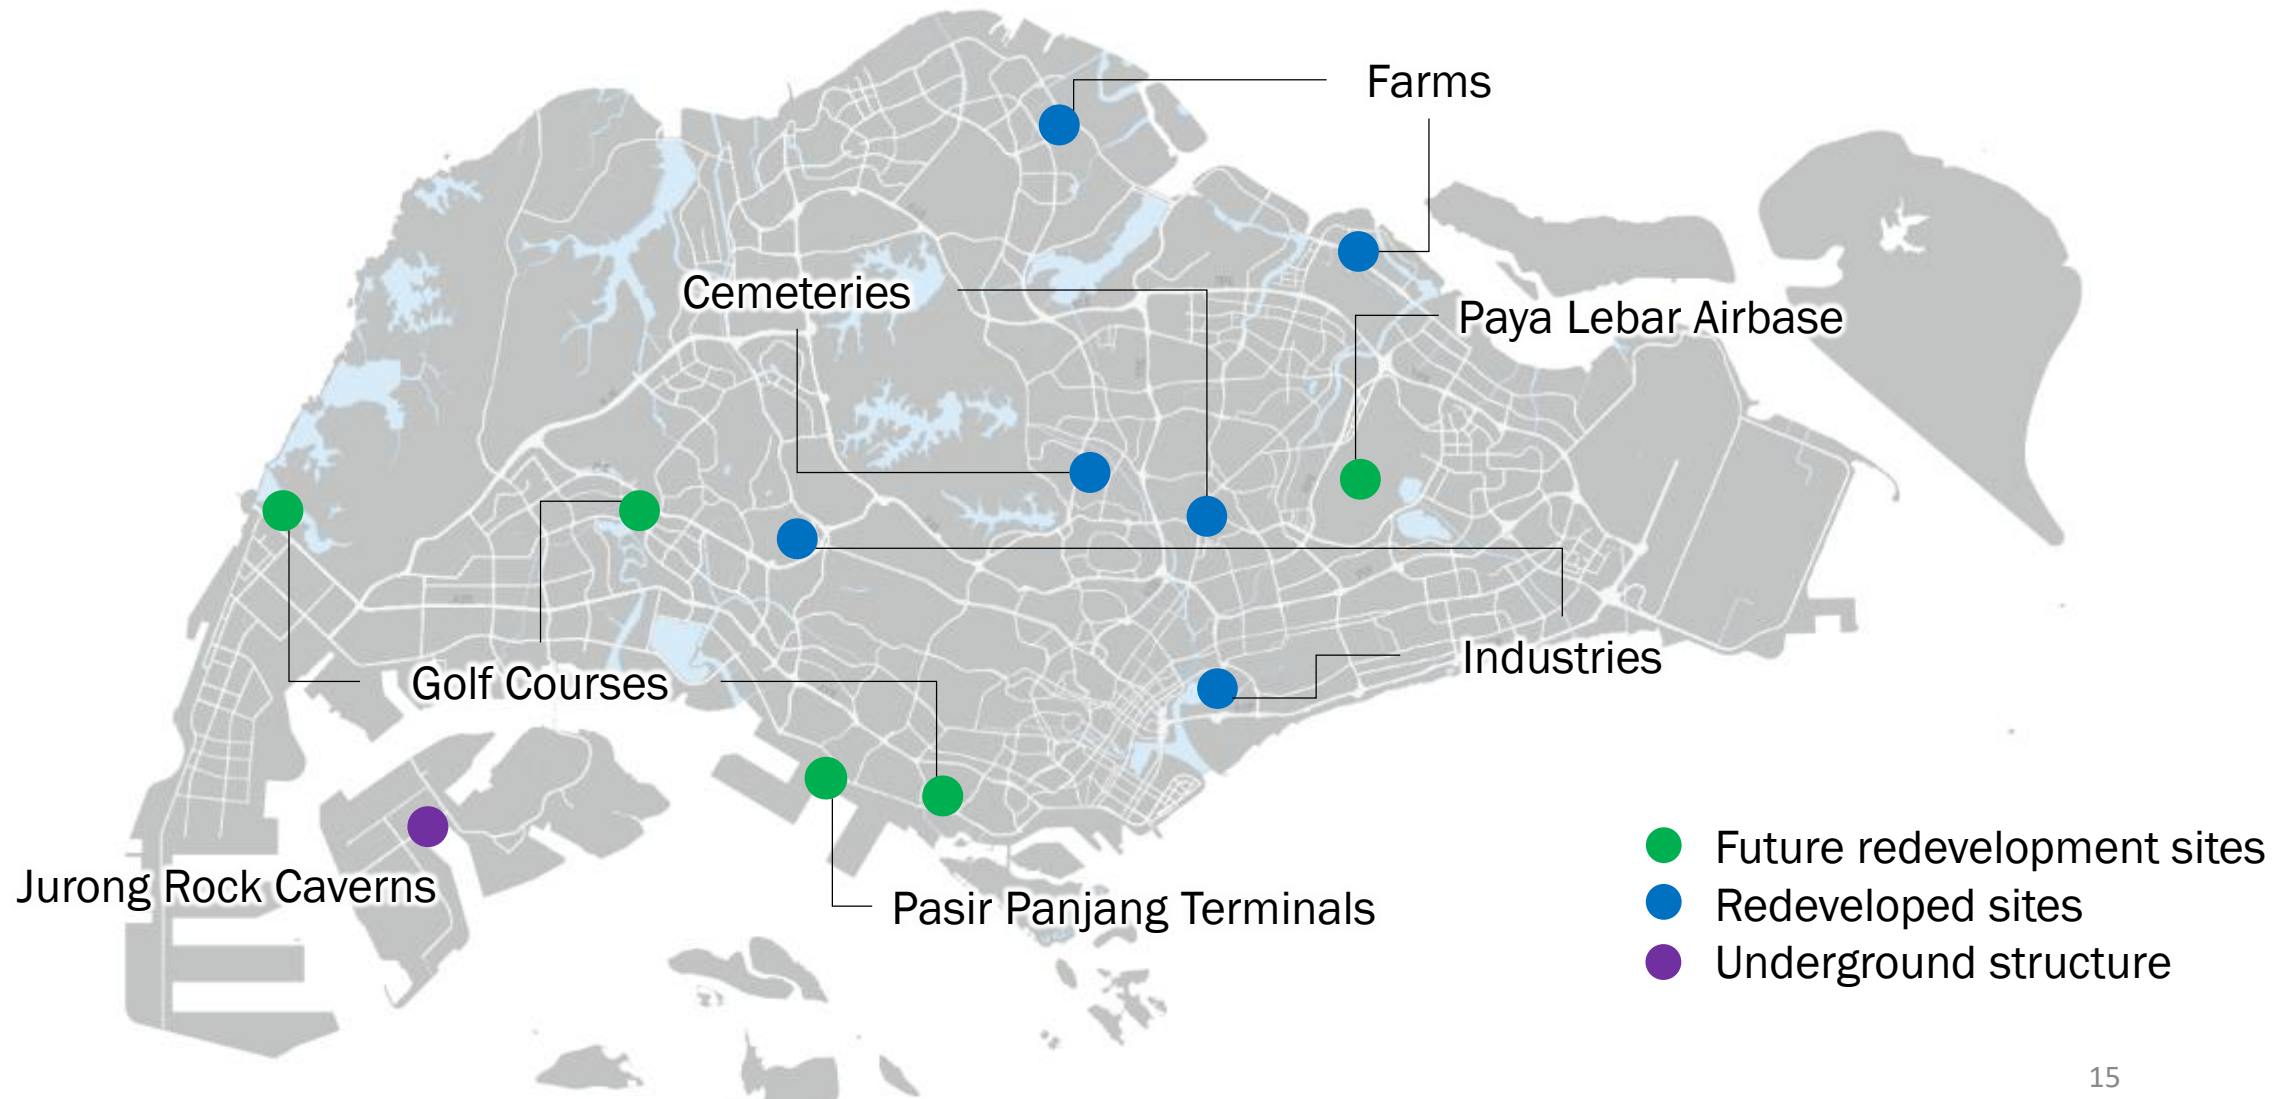 Farms
Cemeteries
Paya Lebar Airbase
Golf Courses
Industries
Jurong Rock Caverns
Pasir Panjang Terminals
Future redevelopment sites
Redeveloped sites
Underground structure
15